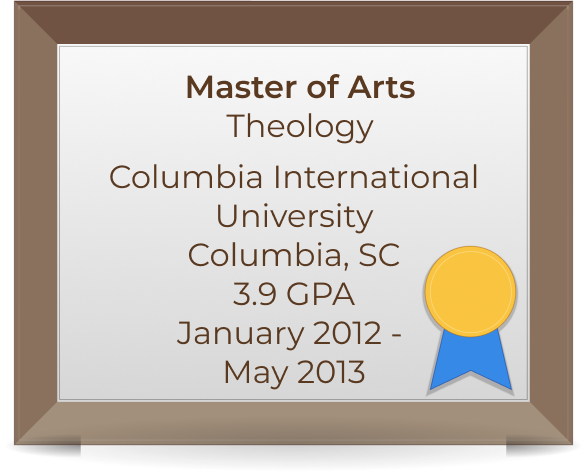 Master of Arts
Theology
Columbia International
University
Columbia, SC
3.9 GPA
January 2012 -
May 2013